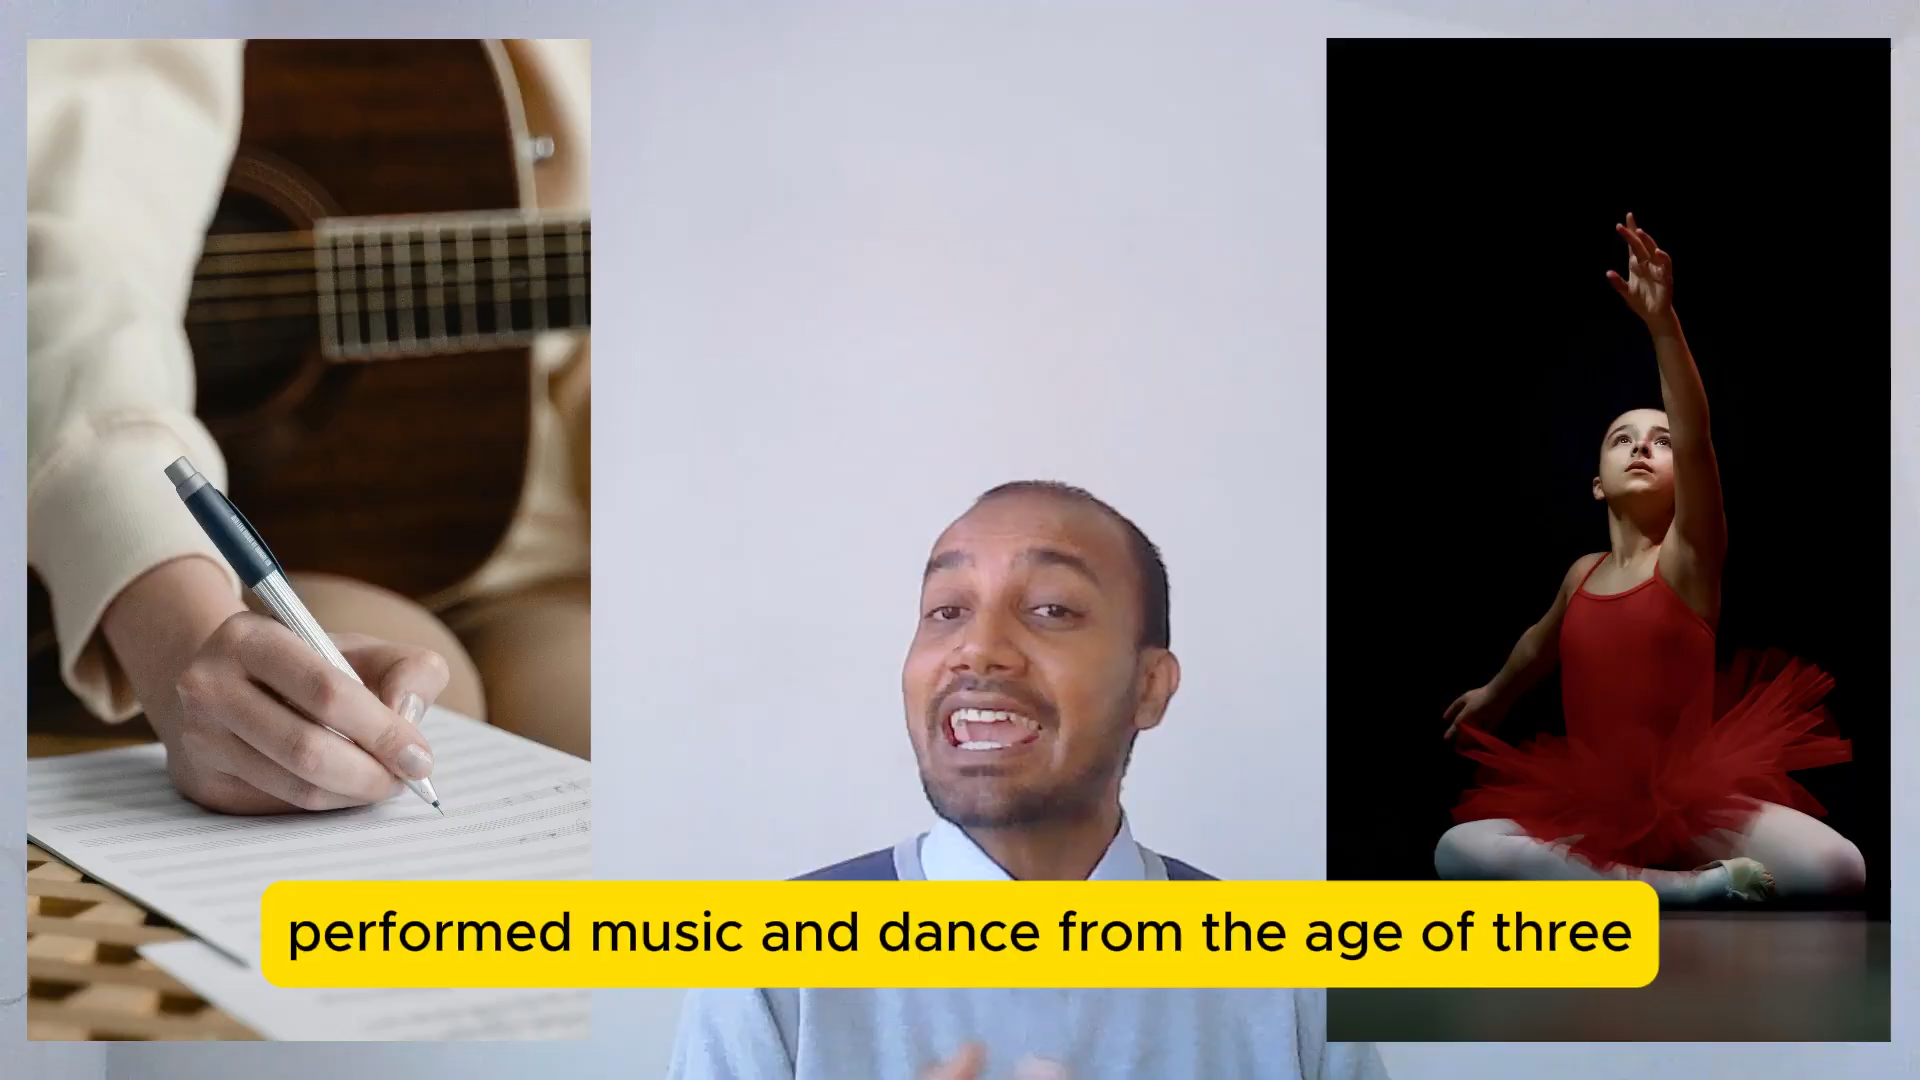 performed music and dance from the age of three